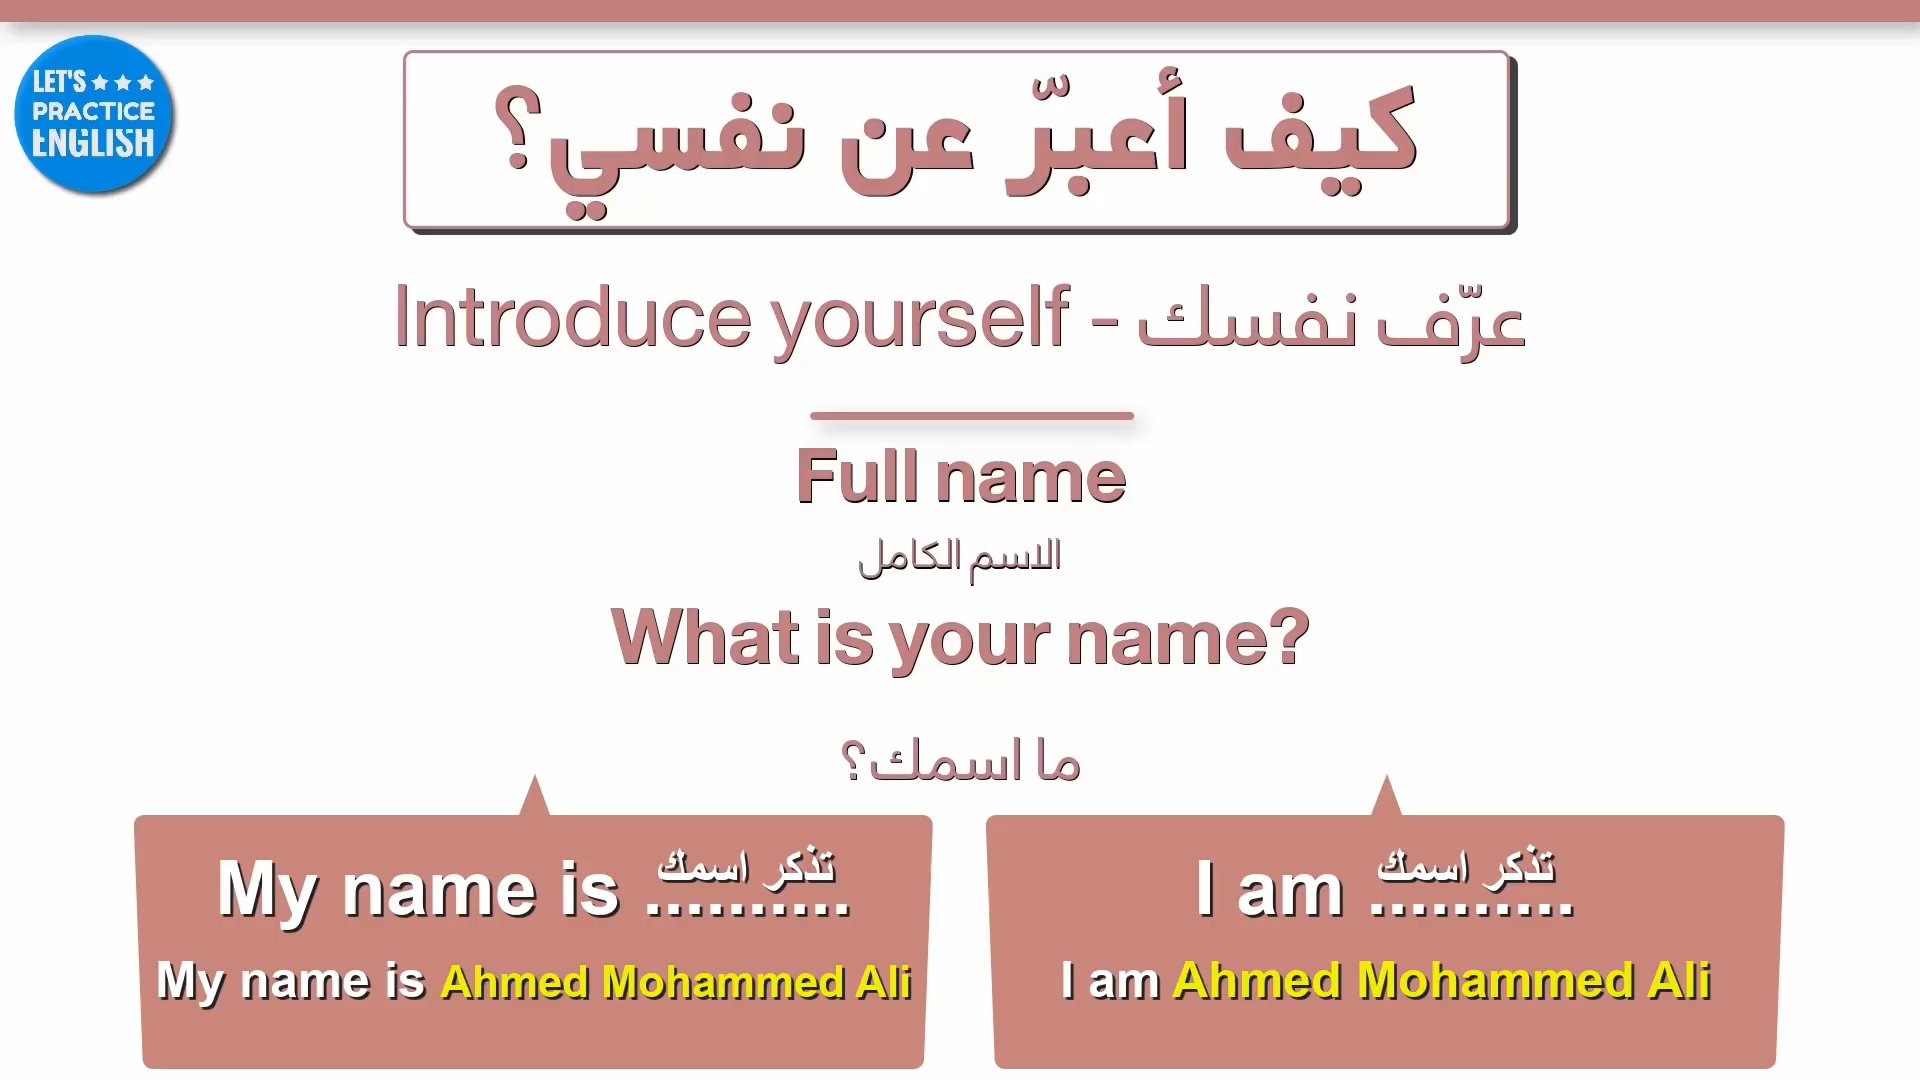 LET'S
PRACTICE
ENGLISH
كيف أعبّر عن نفسي؟
Introduce yourself - عرّف نفسك
Full name
الاسم الكامل
What is your name?
ما اسمك؟
My name is .......... تذكر اسمك
My name is Ahmed Mohammed Ali
I am .......... تذكر اسمك
I am Ahmed Mohammed Ali